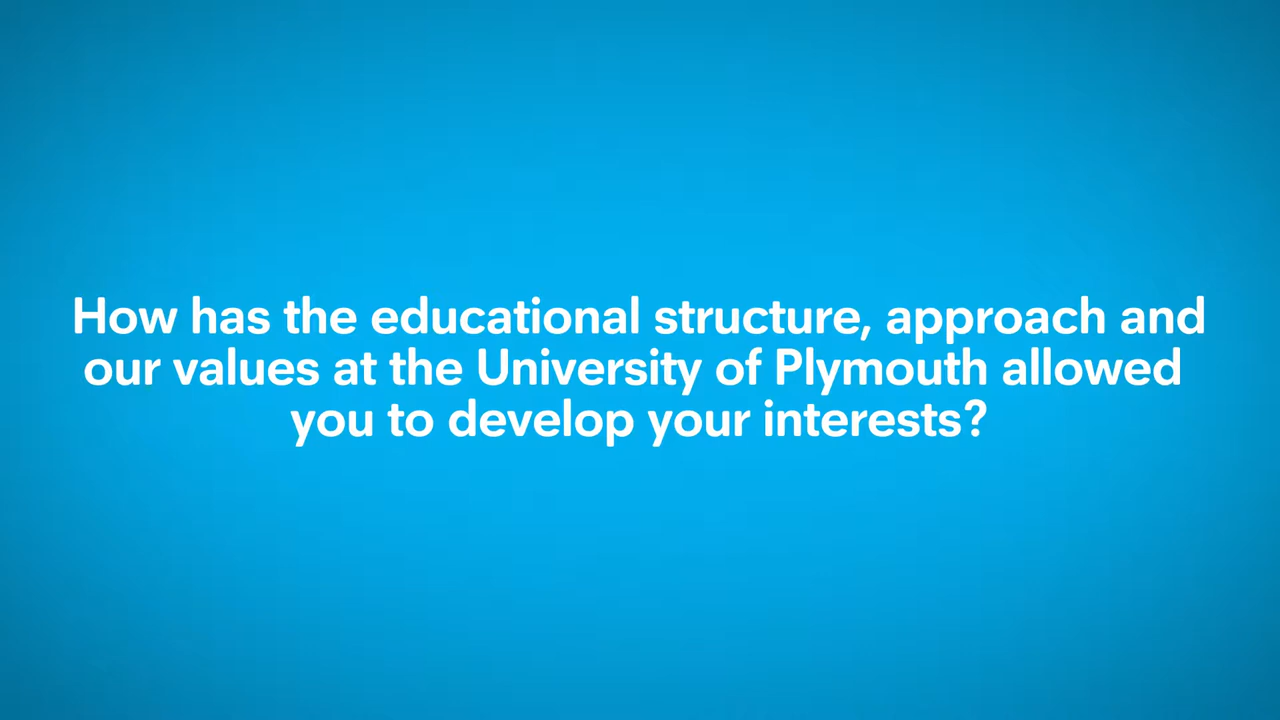 How has the educational structure, approach and
our values at the University of Plymouth allowed
you to develop your interests?